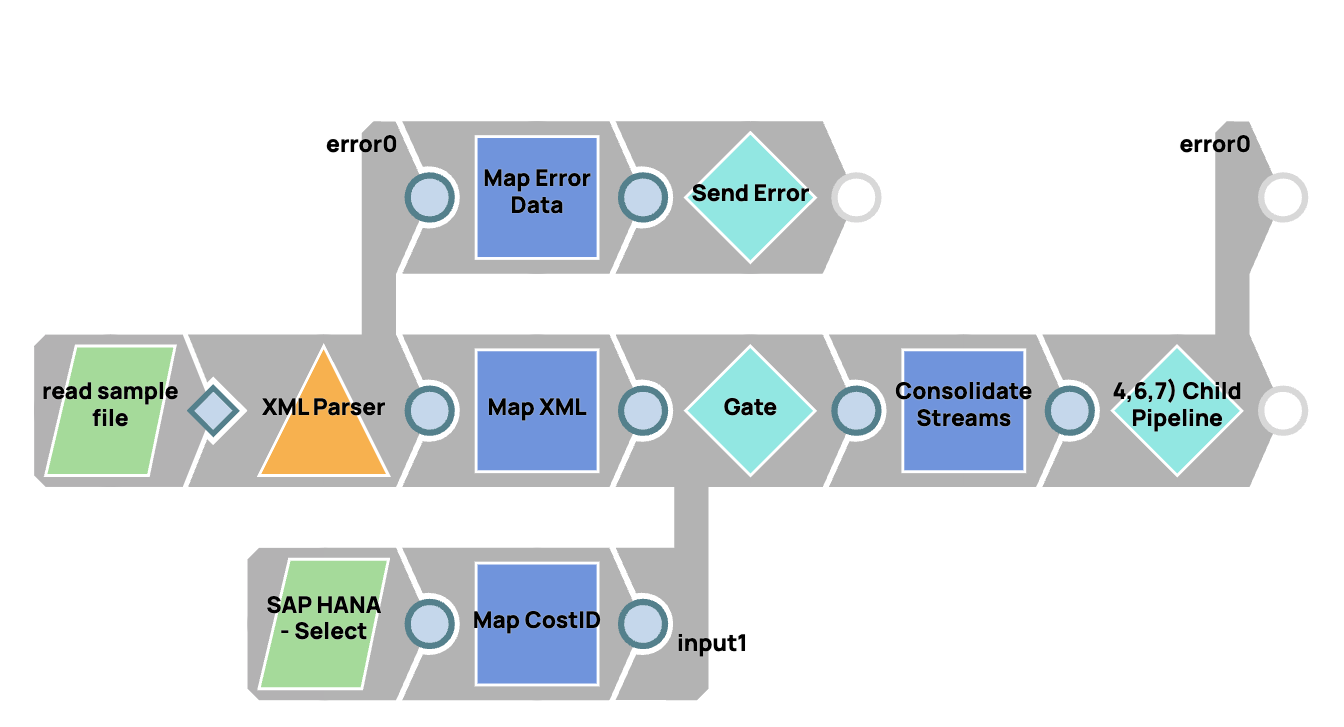 error0
Map Error
Data
Send Error
error0
read sample
file
XML Parser
Map XML
Gate
Consolidate
Streams
4,6,7) Child
Pipeline
SAP HANA
- Select
Map CostID
input1